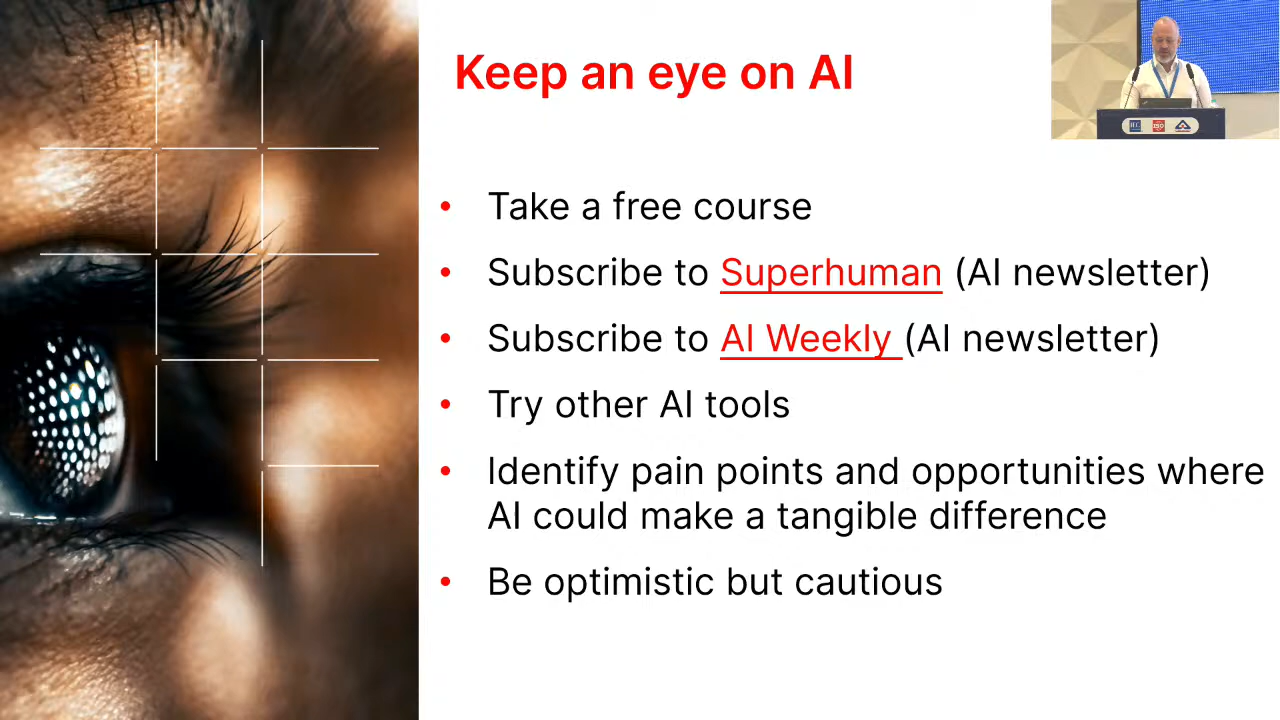 Keep an eye on AI
• Take a free course
• Subscribe to Superhuman (AI newsletter)
• Subscribe to AI Weekly (AI newsletter)
• Try other AI tools
• Identify pain points and opportunities where
AI could make a tangible difference
• Be optimistic but cautious
IEC ISO